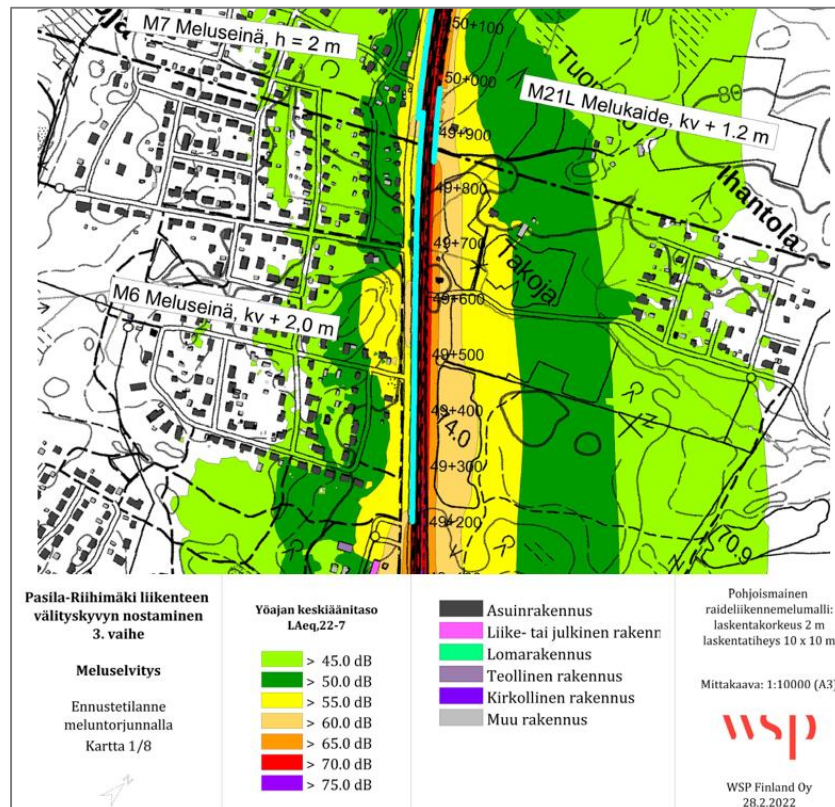 oja
M7 Meluseinä, h = 2 m
50+100
50+000
49+900
49+800
49+700
49+600
49+500
49+400
49+300
49+200
M21L Melukaide, kv + 1.2 m
80
Ihantola
Takoja
M6 Meluseinä, kv + 2,0 m
74.0
70.9
Pasila-Riihimäki liikenteen
välityskyvyn nostaminen
3. vaihe
Meluselvitys
Ennustetilanne
meluntorjunnalla
Kartta 1/8
Yöajan keskiäänitaso
LAeq,22-7
> 45.0 dB
> 50.0 dB
> 55.0 dB
> 60.0 dB
> 65.0 dB
> 70.0 dB
> 75.0 dB
Asuinrakennus
Liike- tai julkinen rakenn
Lomarakennus
Teollinen rakennus
Kirkollinen rakennus
Muu rakennus
Pohjoismainen
raideliikennemelumalli:
laskentakorkeus 2 m
laskentatiheys 10 x 10 m
Mittakaava: 1:10000 (A3)
wsp
WSP Finland Oy
28.2.2022